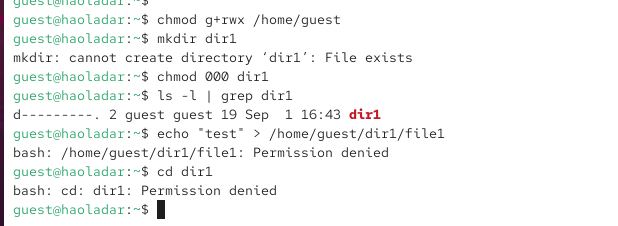 guest@haoladar:~$
guest@haoladar:~$ chmod g+rwx /home/guest
guest@haoladar:~$ mkdir dir1
mkdir: cannot create directory ‘dir1’: File exists
guest@haoladar:~$ chmod 000 dir1
guest@haoladar:~$ ls -l | grep dir1
d---------. 2 guest guest 19 Sep  1 16:43 dir1
guest@haoladar:~$ echo "test" > /home/guest/dir1/file1
bash: /home/guest/dir1/file1: Permission denied
guest@haoladar:~$ cd dir1
bash: cd: dir1: Permission denied
guest@haoladar:~$